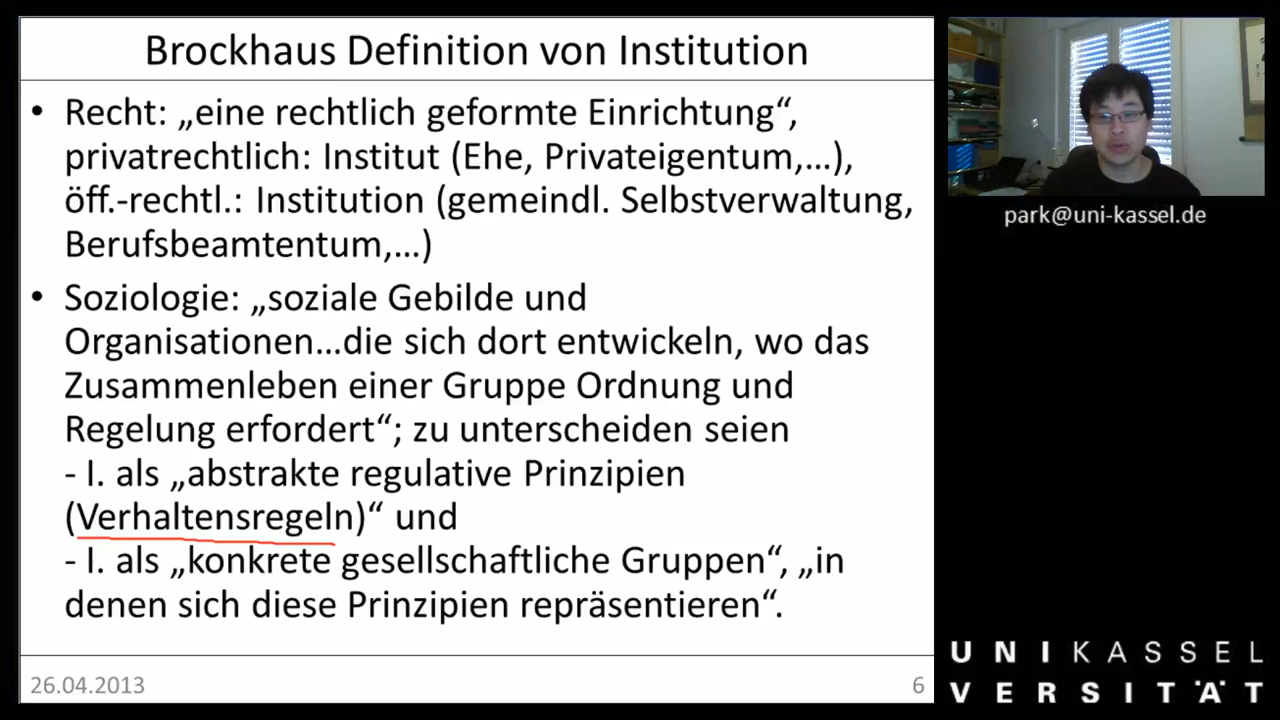 Brockhaus Definition von Institution
• Recht: „eine rechtlich geformte Einrichtung“,
privatrechtlich: Institut (Ehe, Privateigentum,...),
öff.-rechtl.: Institution (gemeindl. Selbstverwaltung,
Berufsbeamtentum,...)
• Soziologie: „soziale Gebilde und
Organisationen...die sich dort entwickeln, wo das
Zusammenleben einer Gruppe Ordnung und
Regelung erfordert“; zu unterscheiden seien
- I. als „abstrakte regulative Prinzipien
(Verhaltensregeln)“ und
- I. als „konkrete gesellschaftliche Gruppen“, „in
denen sich diese Prinzipien repräsentieren“.
26.04.2013
6
park@uni-kassel.de
UNIKASSEL
VERSITÄT